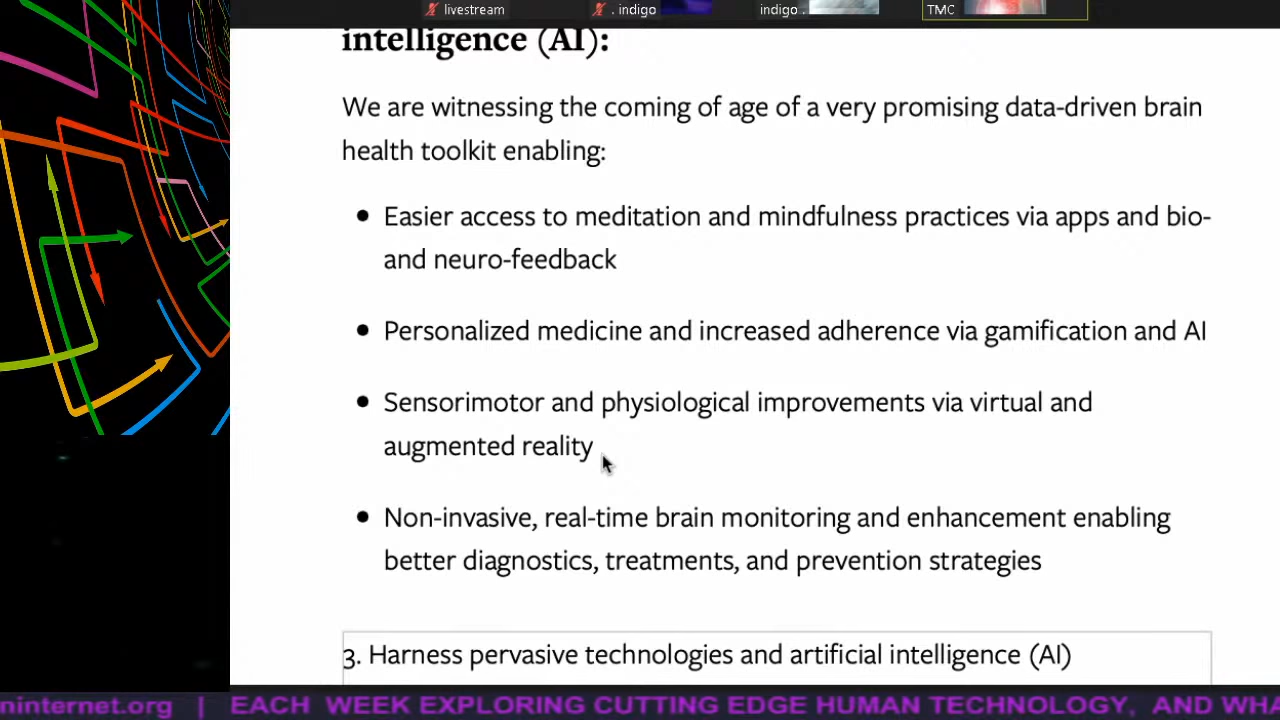 livestream
. indigo
indigo .
TMC
intelligence (AI):
We are witnessing the coming of age of a very promising data-driven brain
health toolkit enabling:
• Easier access to meditation and mindfulness practices via apps and bio-
and neuro-feedback
• Personalized medicine and increased adherence via gamification and AI
• Sensorimotor and physiological improvements via virtual and
augmented reality
• Non-invasive, real-time brain monitoring and enhancement enabling
better diagnostics, treatments, and prevention strategies
3. Harness pervasive technologies and artificial intelligence (AI)
ninternet.org | EACH WEEK EXPLORING CUTTING EDGE HUMAN TECHNOLOGY, AND WHA